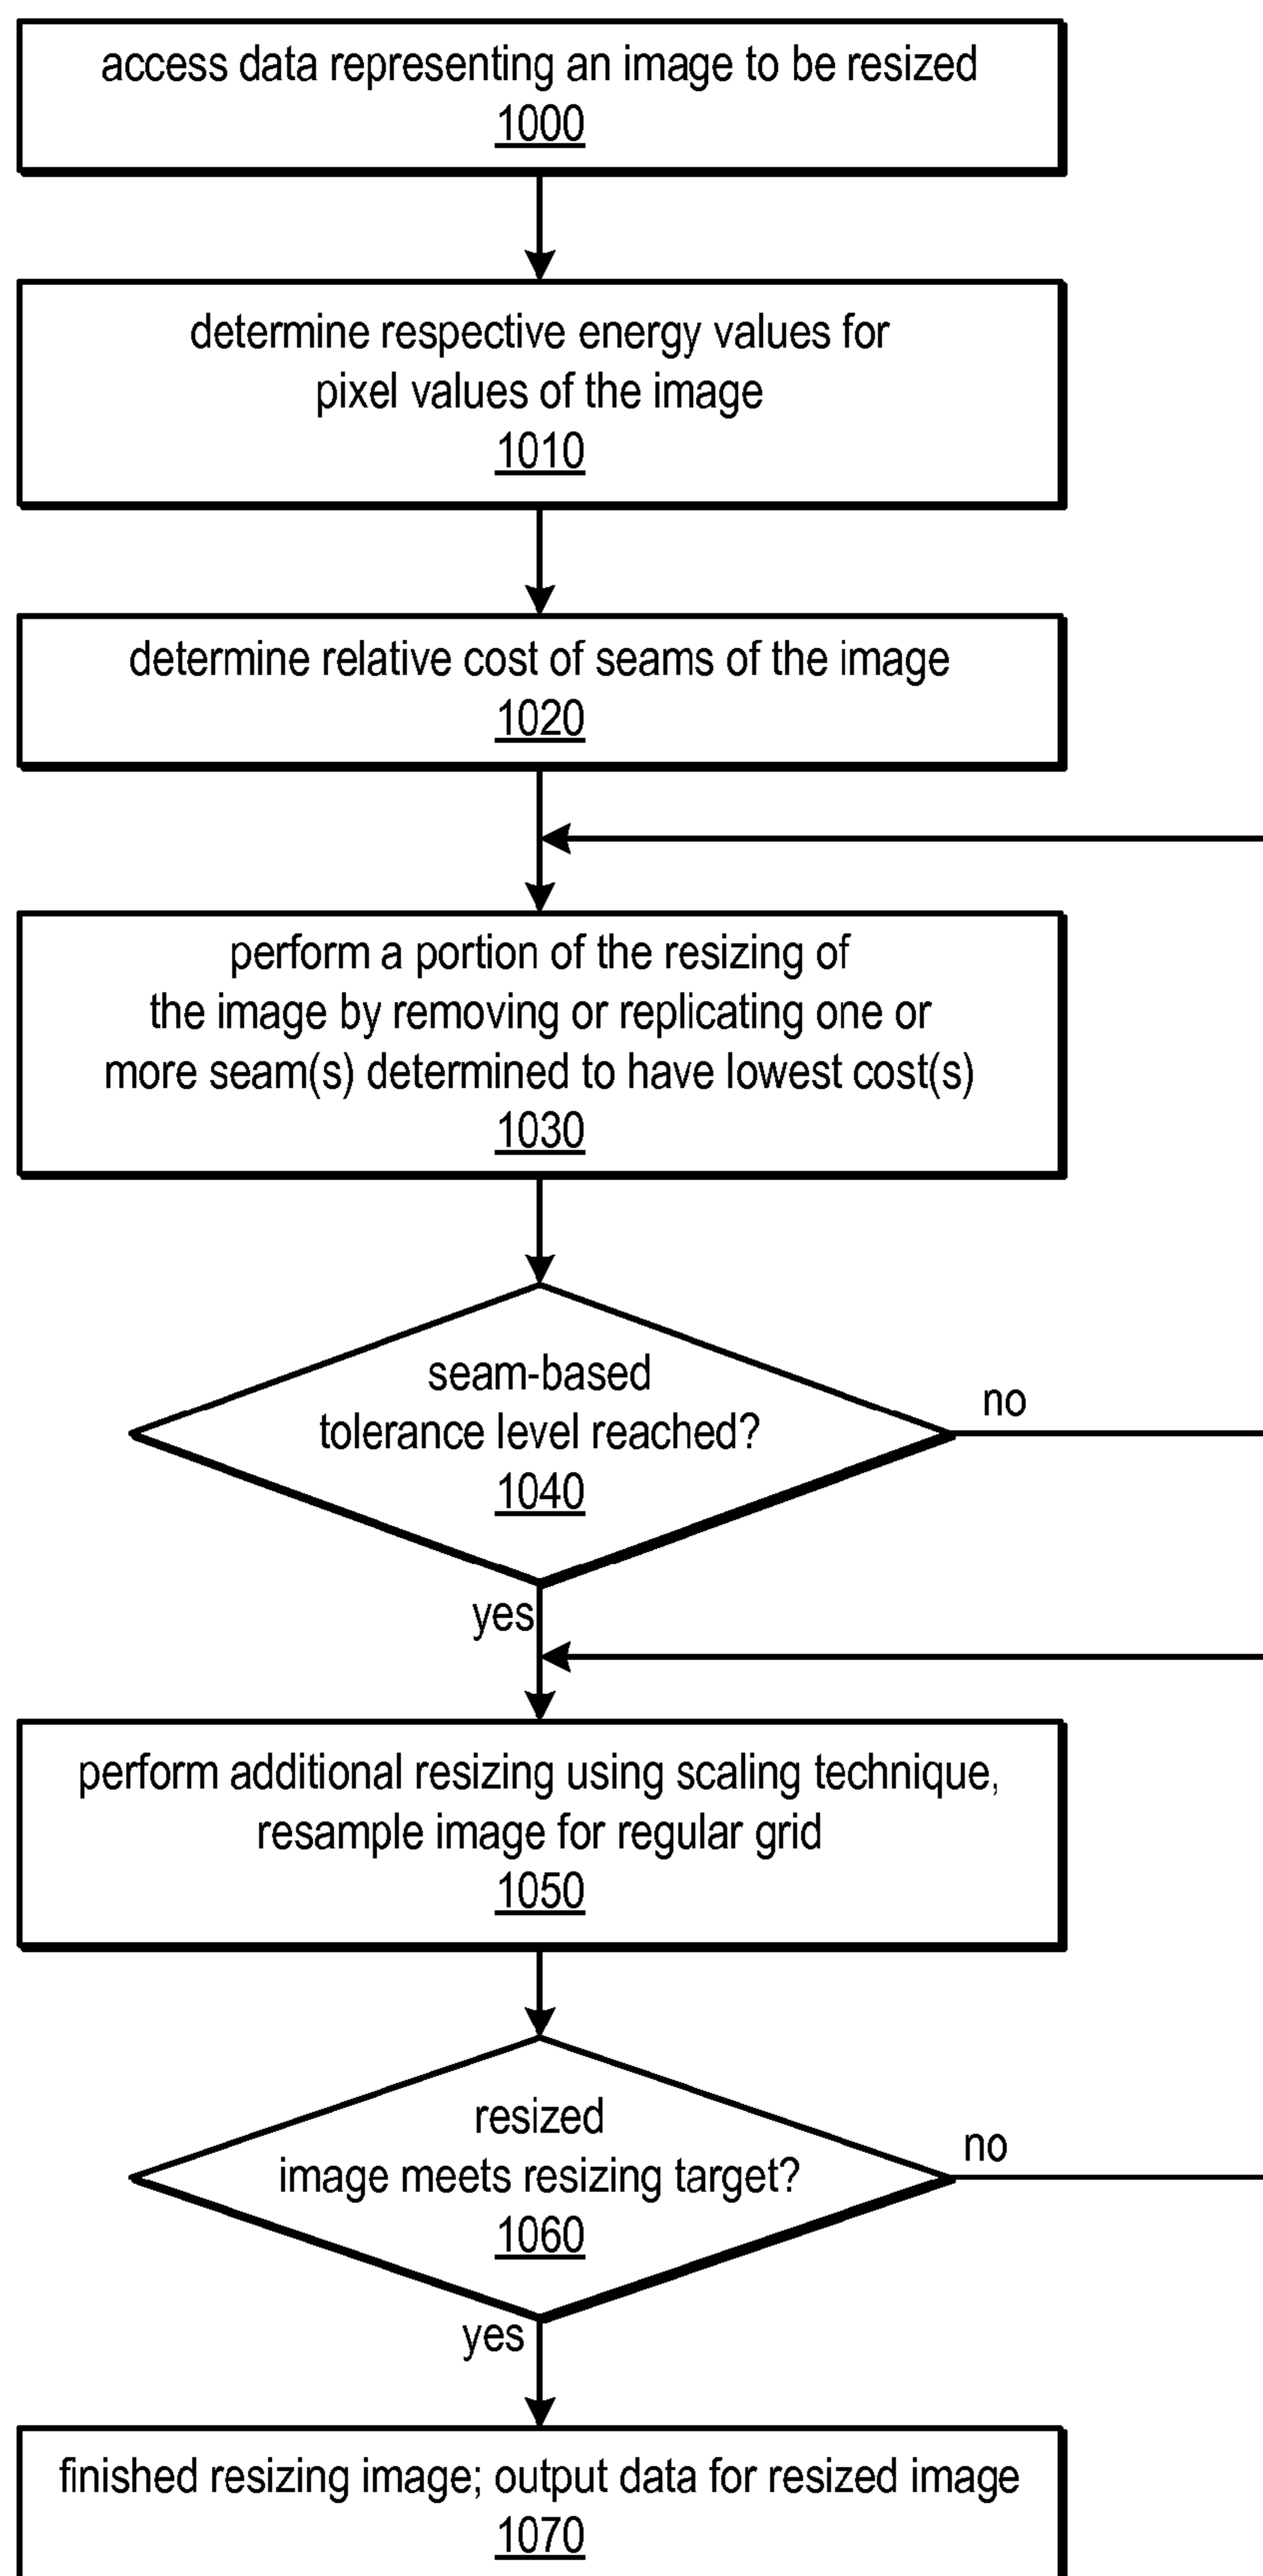 access data representing an image to be resized
1000
determine respective energy values for
pixel values of the image
1010
determine relative cost of seams of the image
1020
perform a portion of the resizing of
the image by removing or replicating one or
more seam(s) determined to have lowest cost(s)
1030
seam-based
tolerance level reached?
1040
no
yes
perform additional resizing using scaling technique,
resample image for regular grid
1050
resized
image meets resizing target?
1060
no
yes
finished resizing image; output data for resized image
1070